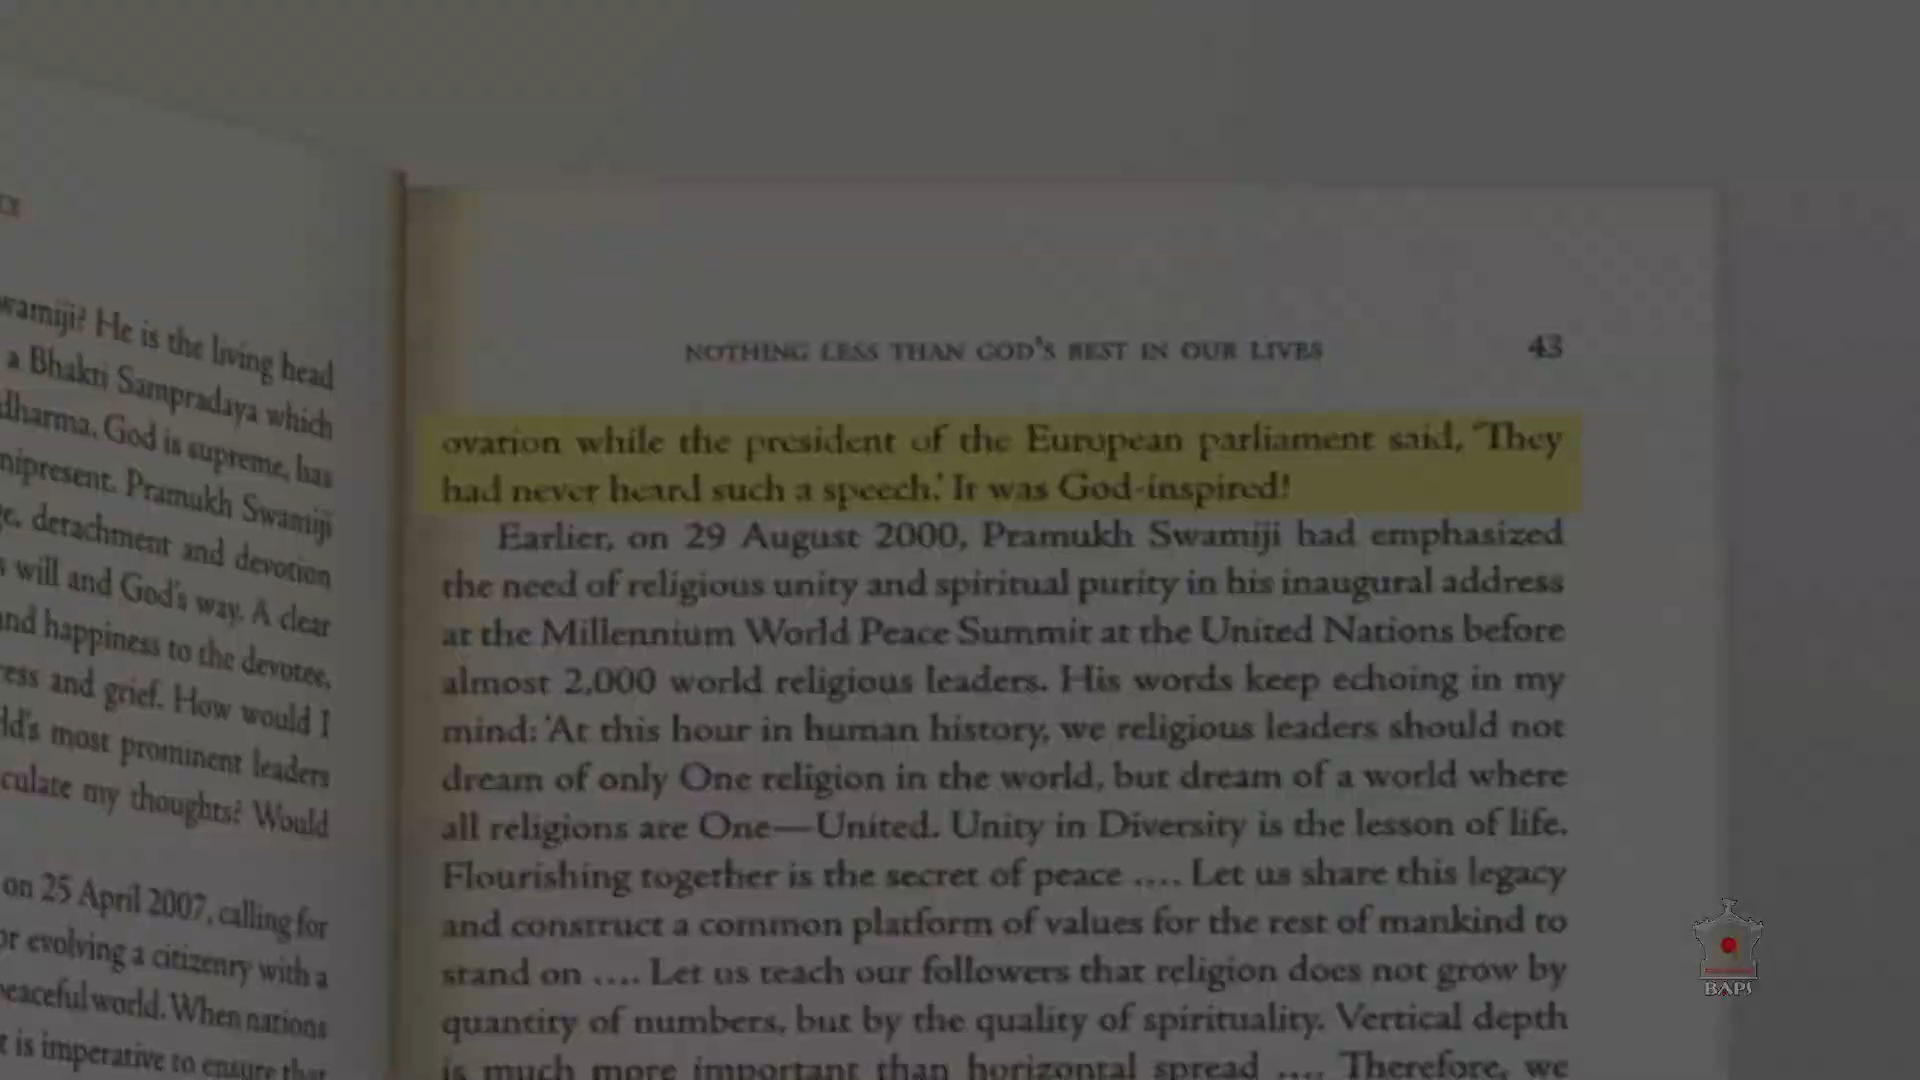 CE
wamiji? He is the living head
a Bhakti Sampradaya which
dharma. God is supreme, has
nipresent. Pramukh Swamiji
ge, detachment and devotion
s will and God's way. A clear
and happiness to the devotee,
ress and grief. How would I
ld's most prominent leaders
culate my thoughts? Would
on 25 April 2007, calling for
or evolving a citizenry with a
peaceful world. When nations
t is imperative to ensure that
NOTHING LESS THAN GOD'S BEST IN OUR LIVES 43
ovation while the president of the European parliament said, 'They
had never heard such a speech.' It was God-inspired!
Earlier, on 29 August 2000, Pramukh Swamiji had emphasized
the need of religious unity and spiritual purity in his inaugural address
at the Millennium World Peace Summit at the United Nations before
almost 2,000 world religious leaders. His words keep echoing in my
mind: 'At this hour in human history, we religious leaders should not
dream of only One religion in the world, but dream of a world where
all religions are One—United. Unity in Diversity is the lesson of life.
Flourishing together is the secret of peace .... Let us share this legacy
and construct a common platform of values for the rest of mankind to
stand on .... Let us teach our followers that religion does not grow by
quantity of numbers, but by the quality of spirituality. Vertical depth
is much more important than horizontal spread .... Therefore, we
BAPS